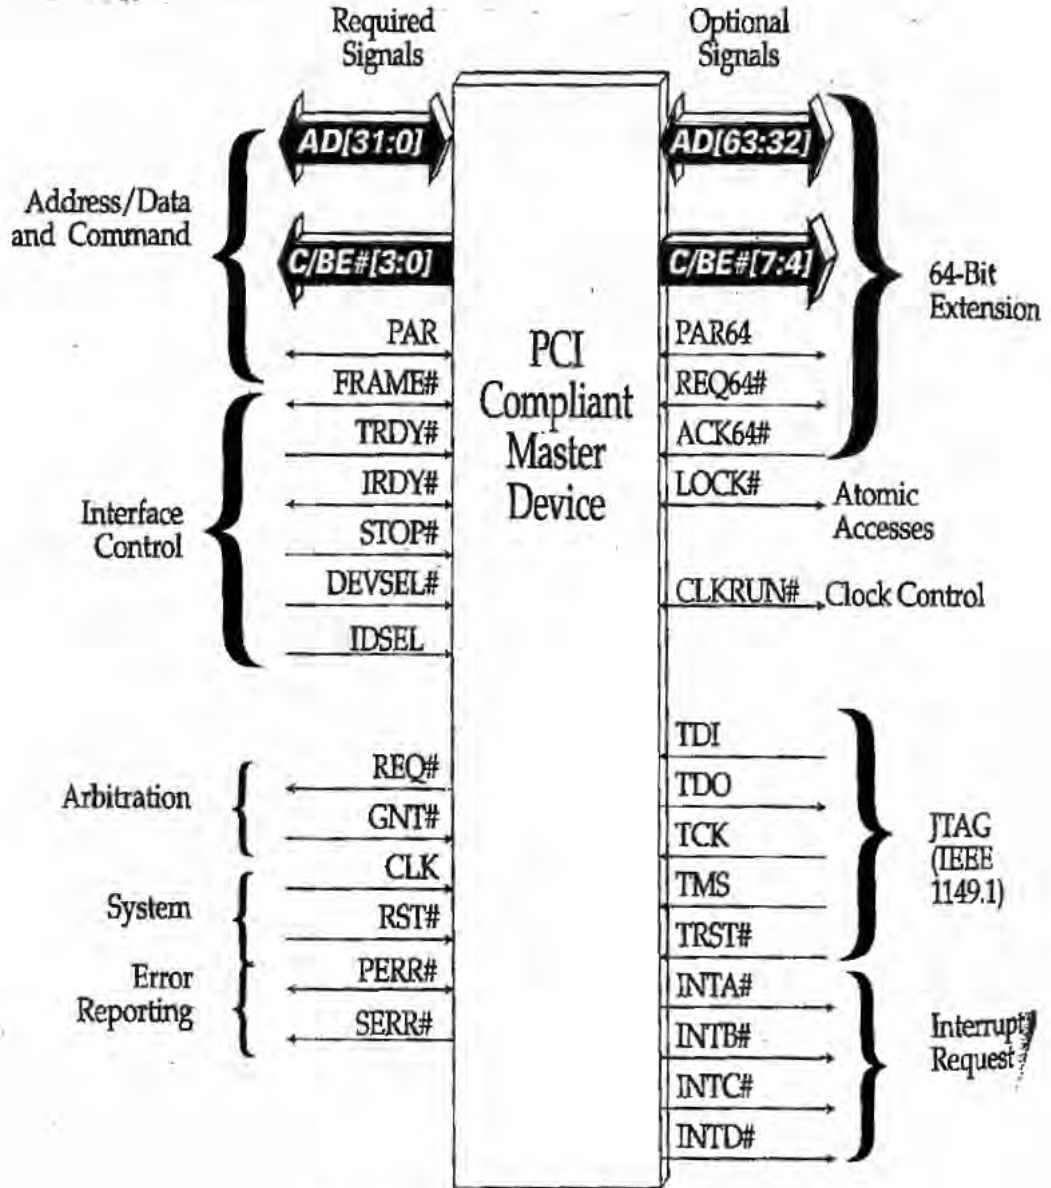 Required
Signals
Optional
Signals
AD[31:0]
AD[63:32]
Address/Data
and Command
C/BE#[3:0]
C/BE#[7:4]
64-Bit
Extension
PAR
PAR64
FRAME#
REQ64#
TRDY#
ACK64#
IRDY#
LOCK#
Atomic
Accesses
Interface
Control
STOP#
DEVSEL#
CLKRUN#
Clock Control
IDSEL
PCI
Compliant
Master
Device
TDI
REQ#
TDO
Arbitration
GNT#
TCK
JTAG
(IEEE
1149.1)
CLK
TMS
System
RST#
TRST#
Error
Reporting
PERR#
INTA#
SERR#
INTB#
Interrupt
Request
INTC#
INTD#